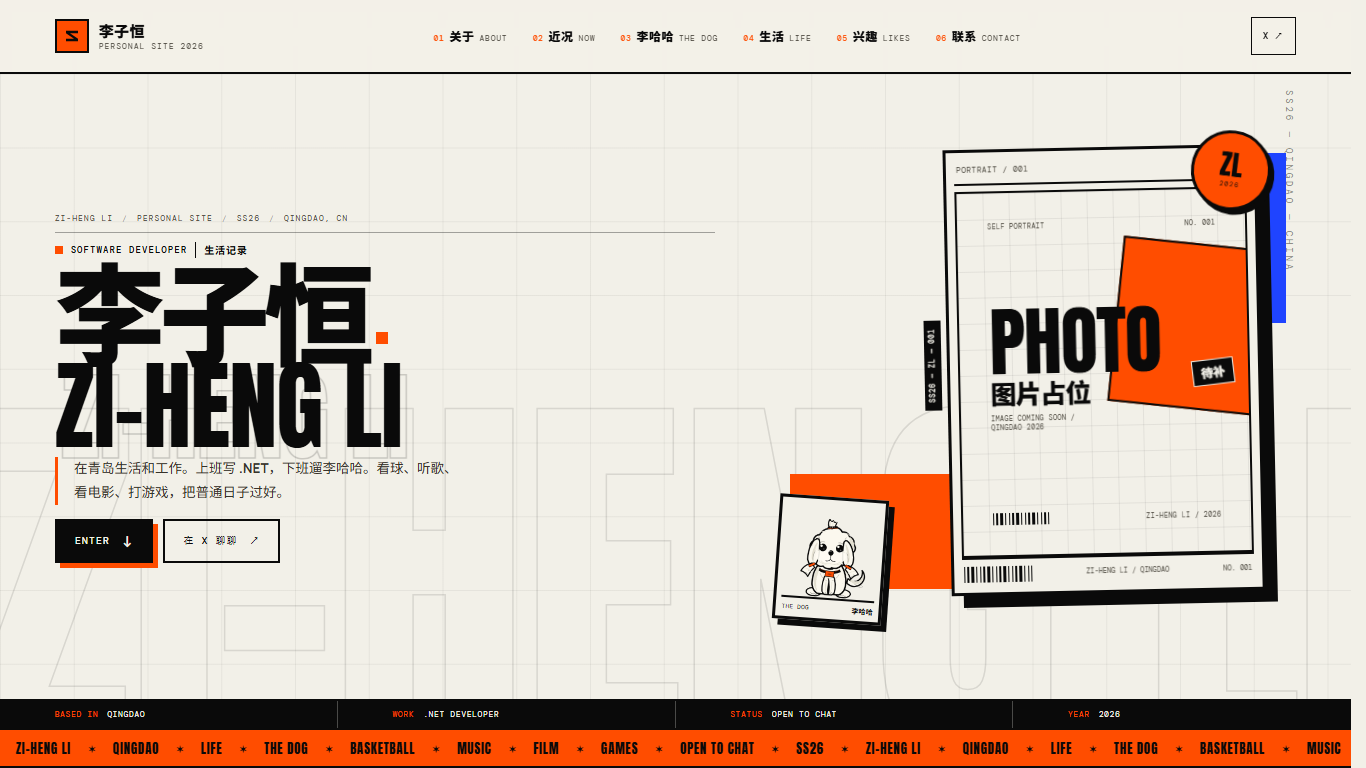 Z
李子恒
PERSONAL SITE 2026
01 关于 ABOUT
02 近况 NOW
03 李哈哈 THE DOG
04 生活 LIFE
05 兴趣 LIKES
06 联系 CONTACT
X ↗
SS26 — QINGDAO — CHINA
ZI-HENG LI / PERSONAL SITE / SS26 / QINGDAO, CN
SOFTWARE DEVELOPER
生活记录
李子恒
ZI-HENG LI
在青岛生活和工作。上班写 .NET，下班遛李哈哈。看球、听歌、
看电影、打游戏，把普通日子过好。
ENTER ↓
在 X 聊聊 ↗
PORTRAIT / 001
ZL
2026
SELF PORTRAIT
NO. 001
PHOTO
图片占位
待补
IMAGE COMING SOON /
QINGDAO 2026
ZI-HENG LI / 2026
ZI-HENG LI / QINGDAO
NO. 001
SS26 — ZL — 001
THE DOG
李哈哈
BASED IN QINGDAO
WORK .NET DEVELOPER
STATUS OPEN TO CHAT
YEAR 2026
ZI-HENG LI ✶ QINGDAO ✶ LIFE ✶ THE DOG ✶ BASKETBALL ✶ MUSIC ✶ FILM ✶ GAMES ✶ OPEN TO CHAT ✶ SS26 ✶ ZI-HENG LI ✶ QINGDAO ✶ LIFE ✶ THE DOG ✶ BASKETBALL ✶ MUSIC